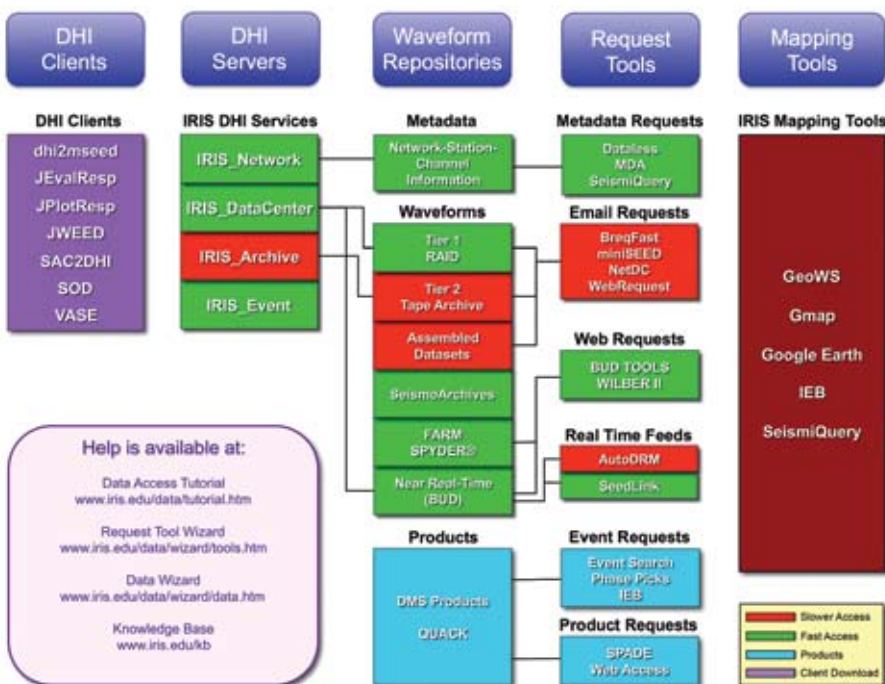 DHI
Clients
DHI
Servers
Waveform
Repositories
Request
Tools
Mapping
Tools
DHI Clients
dhi2mseed
JEvalResp
JPlotResp
JWEED
SAC2DHI
SOD
VASE
IRIS DHI Services
IRIS_Network
IRIS_DataCenter
IRIS_Archive
IRIS_Event
Metadata
Network-Station-
Channel
Information
Waveforms
Tier 1
RAID
Tier 2
Tape Archive
Assembled
Datasets
SeismoArchives
FARM
SPYDER®
Near Real-Time
(BUD)
Products
DMS Products
QUACK
Metadata Requests
Dataless
MDA
SeismiQuery
Email Requests
BreqFast
miniSEED
NetDC
WebRequest
Web Requests
BUD TOOLS
WILBER II
Real Time Feeds
AutoDRM
SeedLink
Event Requests
Event Search
Phase Picks
IEB
Product Requests
SPADE
Web Access
IRIS Mapping Tools
GeoWS
Gmap
Google Earth
IEB
SeismiQuery
Help is available at:
Data Access Tutorial
www.iris.edu/data/tutorial.htm
Request Tool Wizard
www.iris.edu/data/wizard/tools.htm
Data Wizard
www.iris.edu/data/wizard/data.htm
Knowledge Base
www.iris.edu/kb
Slower Access
Fast Access
Products
Client Download